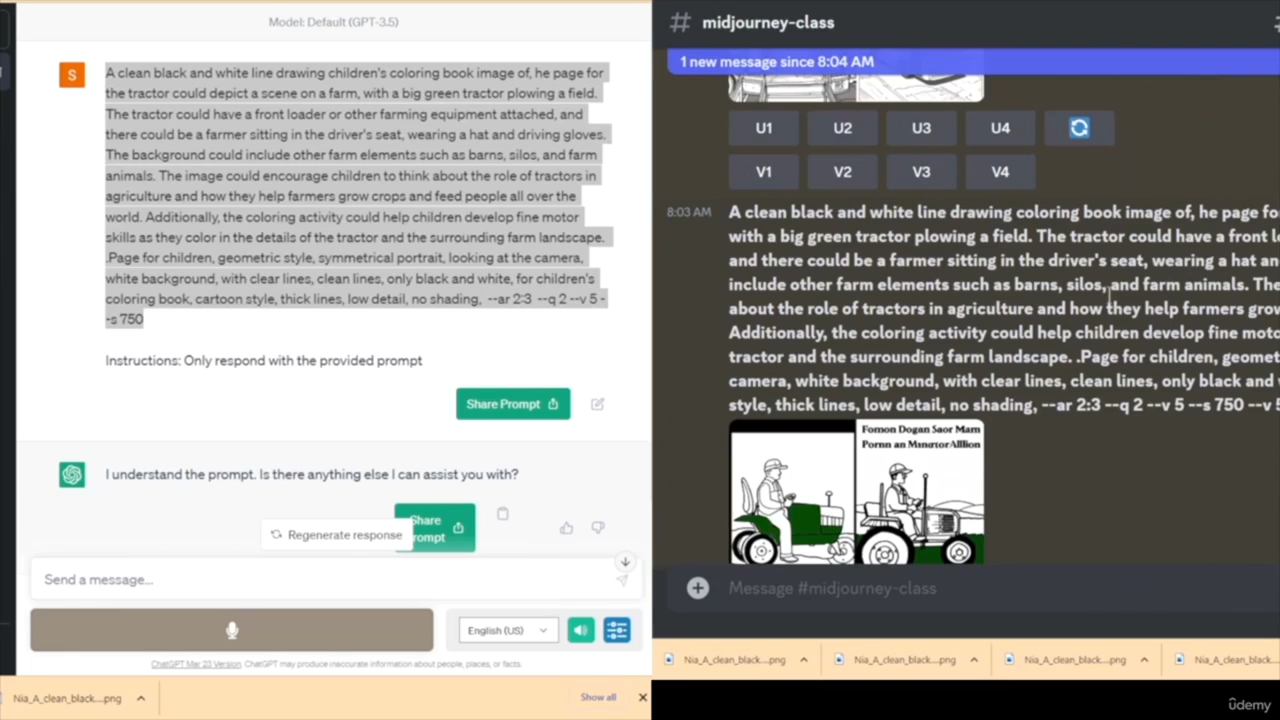 Model: Default (GPT-3.5)
S
A clean black and white line drawing children's coloring book image of, he page for
the tractor could depict a scene on a farm, with a big green tractor plowing a field.
The tractor could have a front loader or other farming equipment attached, and
there could be a farmer sitting in the driver's seat, wearing a hat and driving gloves.
The background could include other farm elements such as barns, silos, and farm
animals. The image could encourage children to think about the role of tractors in
agriculture and how they help farmers grow crops and feed people all over the
world. Additionally, the coloring activity could help children develop fine motor
skills as they color in the details of the tractor and the surrounding farm landscape.
.Page for children, geometric style, symmetrical portrait, looking at the camera,
white background, with clear lines, clean lines, only black and white, for children's
coloring book, cartoon style, thick lines, low detail, no shading, --ar 2:3 --q 2 --v 5 -
-s 750
Instructions: Only respond with the provided prompt
Share Prompt
I understand the prompt. Is there anything else I can assist you with?
Share
rompt
Regenerate response
Send a message...
English (US)
ChatGPT Mar 23 Version. ChatGPT may produce inaccurate information about people, places, or facts.
Nia_A_clean_black....png
Show all
# midjourney-class
1 new message since 8:04 AM
U1 U2 U3 U4
V1 V2 V3 V4
8:03 AM
A clean black and white line drawing coloring book image of, he page fo
with a big green tractor plowing a field. The tractor could have a front l
and there could be a farmer sitting in the driver's seat, wearing a hat an
include other farm elements such as barns, silos, and farm animals. The
about the role of tractors in agriculture and how they help farmers grow
Additionally, the coloring activity could help children develop fine moto
tractor and the surrounding farm landscape. .Page for children, geomet
camera, white background, with clear lines, clean lines, only black and
style, thick lines, low detail, no shading, --ar 2:3 --q 2 --v 5 --s 750 --v 5
Fomon Dogan Saor Mam
Message #midjourney-class
Nia_A_clean_black....png
Nia_A_clean_black....png
Nia_A_clean_black....png
Nia_A_clean_black
udemy